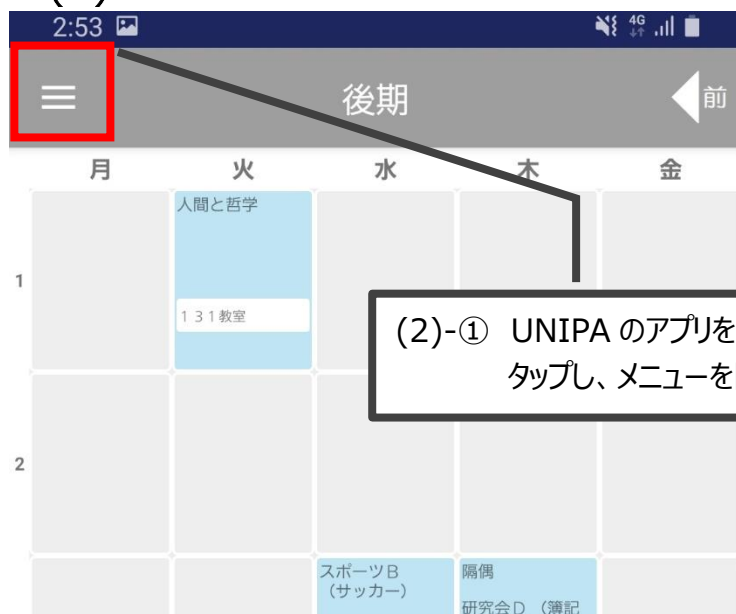 2:53 4G
後期 前
月 火 水 木 金
人間と哲学
1
１３１教室
(2)-① UNIPA のアプリを
タップし、メニューを
2
スポーツＢ
（サッカー）
隔偶
研究会Ｄ （簿記